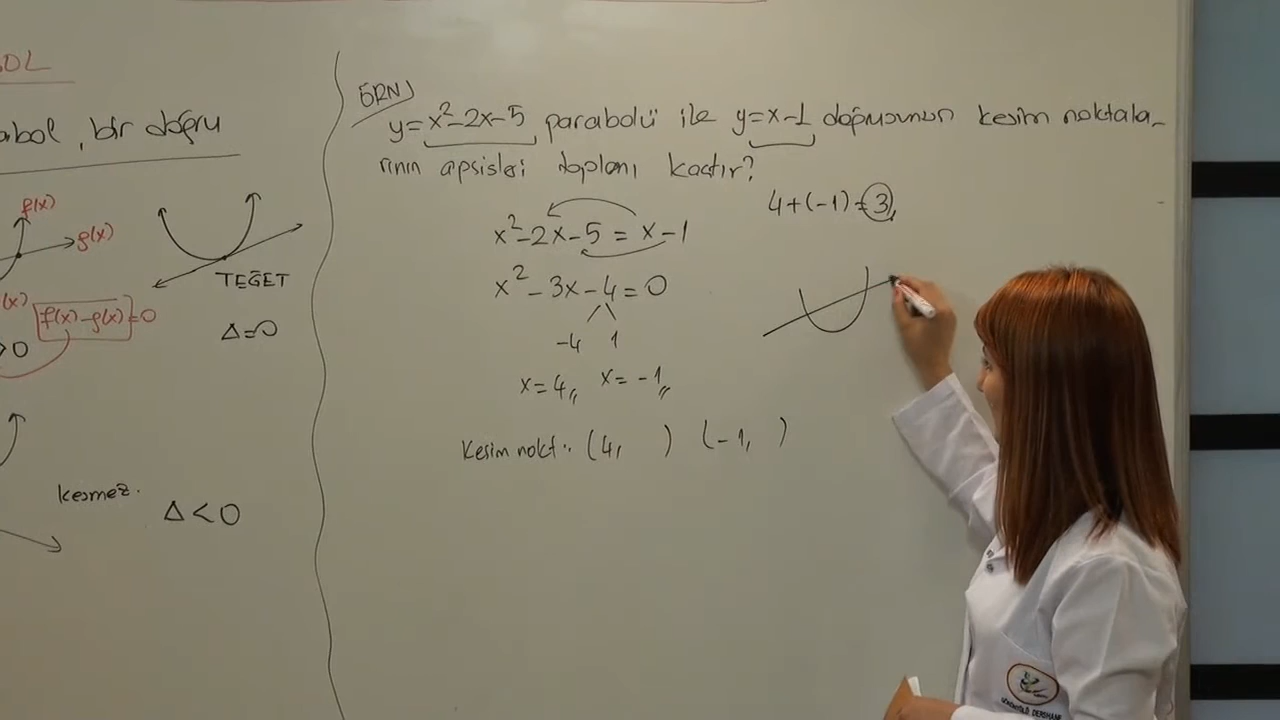 abol, bir doğru
f(x)
g(x)
TEĞET
f(x)-g(x)=0
Δ=0
kesmez.
Δ<0
ÖRN)
y=x²-2x-5 parabolü ile y=x-1 doğrusunun kesim noktala-
rının apsisleri toplamı kaçtır?
4+(-1)=3,
x²-2x-5=x-1
x²-3x-4=0
-4 1
x=4,, x=-1,,
Kesim nokt: (4, ) (-1, )